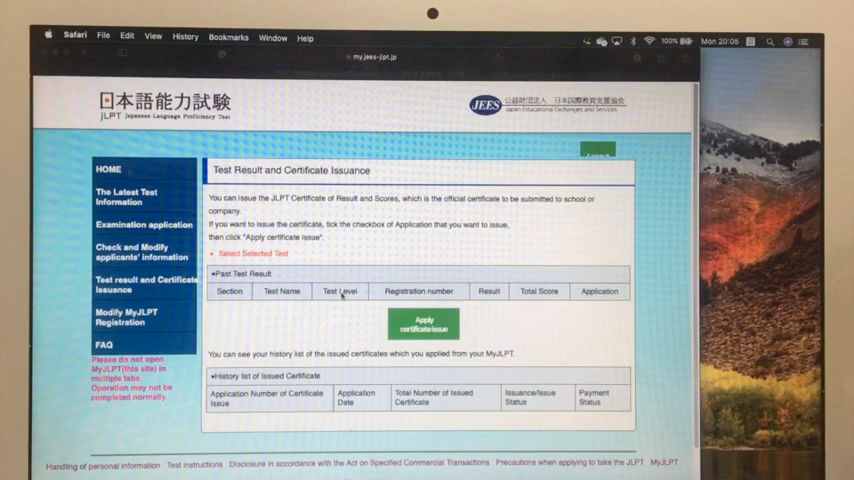 Safari File Edit View History Bookmarks Window Help
100% Mon 20:05
my.jees-jlpt.jp
日本語能力試験
JLPT Japanese-Language Proficiency Test
JEES 公益財団法人 日本国際教育支援協会
Japan Educational Exchanges and Services
HOME
The Latest Test
Information
Examination application
Check and Modify
applicants' information
Test result and Certificate
Issuance
Modify MyJLPT
Registration
FAQ
Please do not open
MyJLPT(this site) in
multiple tabs.
Operation may not be
completed normally.
Test Result and Certificate Issuance
You can issue the JLPT Certificate of Result and Scores, which is the official certificate to be submitted to school or
company.
If you want to issue the certificate, tick the checkbox of Application that you want to issue,
then click "Apply certificate issue".
Select Selected Test
▪Past Test Result
Section Test Name Test Level Registration number Result Total Score Application
Apply
certificate issue
You can see your history list of the issued certificates which you applied from your MyJLPT.
▪History list of Issued Certificate
Application Number of Certificate
Issue
Application
Date
Total Number of Issued
Certificate
Issuance/Issue
Status
Payment
Status
Handling of personal information Test instructions Disclosure in accordance with the Act on Specified Commercial Transactions Precautions when applying to take the JLPT MyJLPT